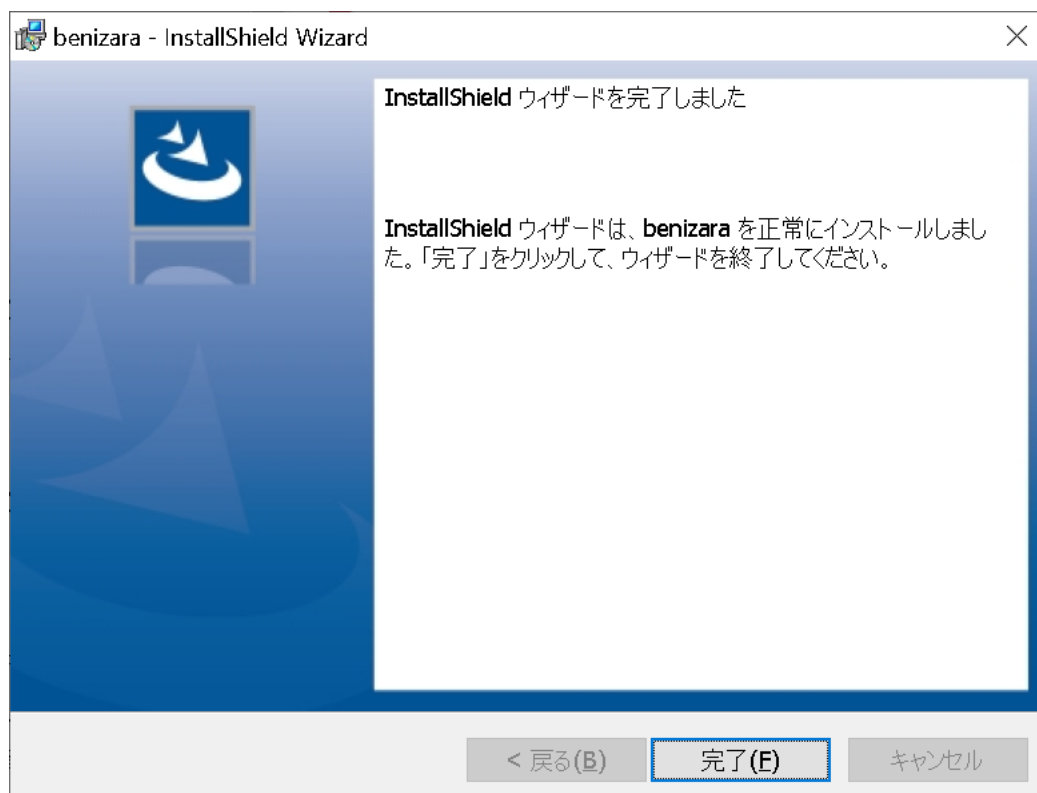 benizara - InstallShield Wizard
InstallShield ウィザードを完了しました
InstallShield ウィザードは、benizara を正常にインストールしまし
た。「完了」をクリックして、ウィザードを終了してください。
< 戻る(B)
完了(F)
キャンセル